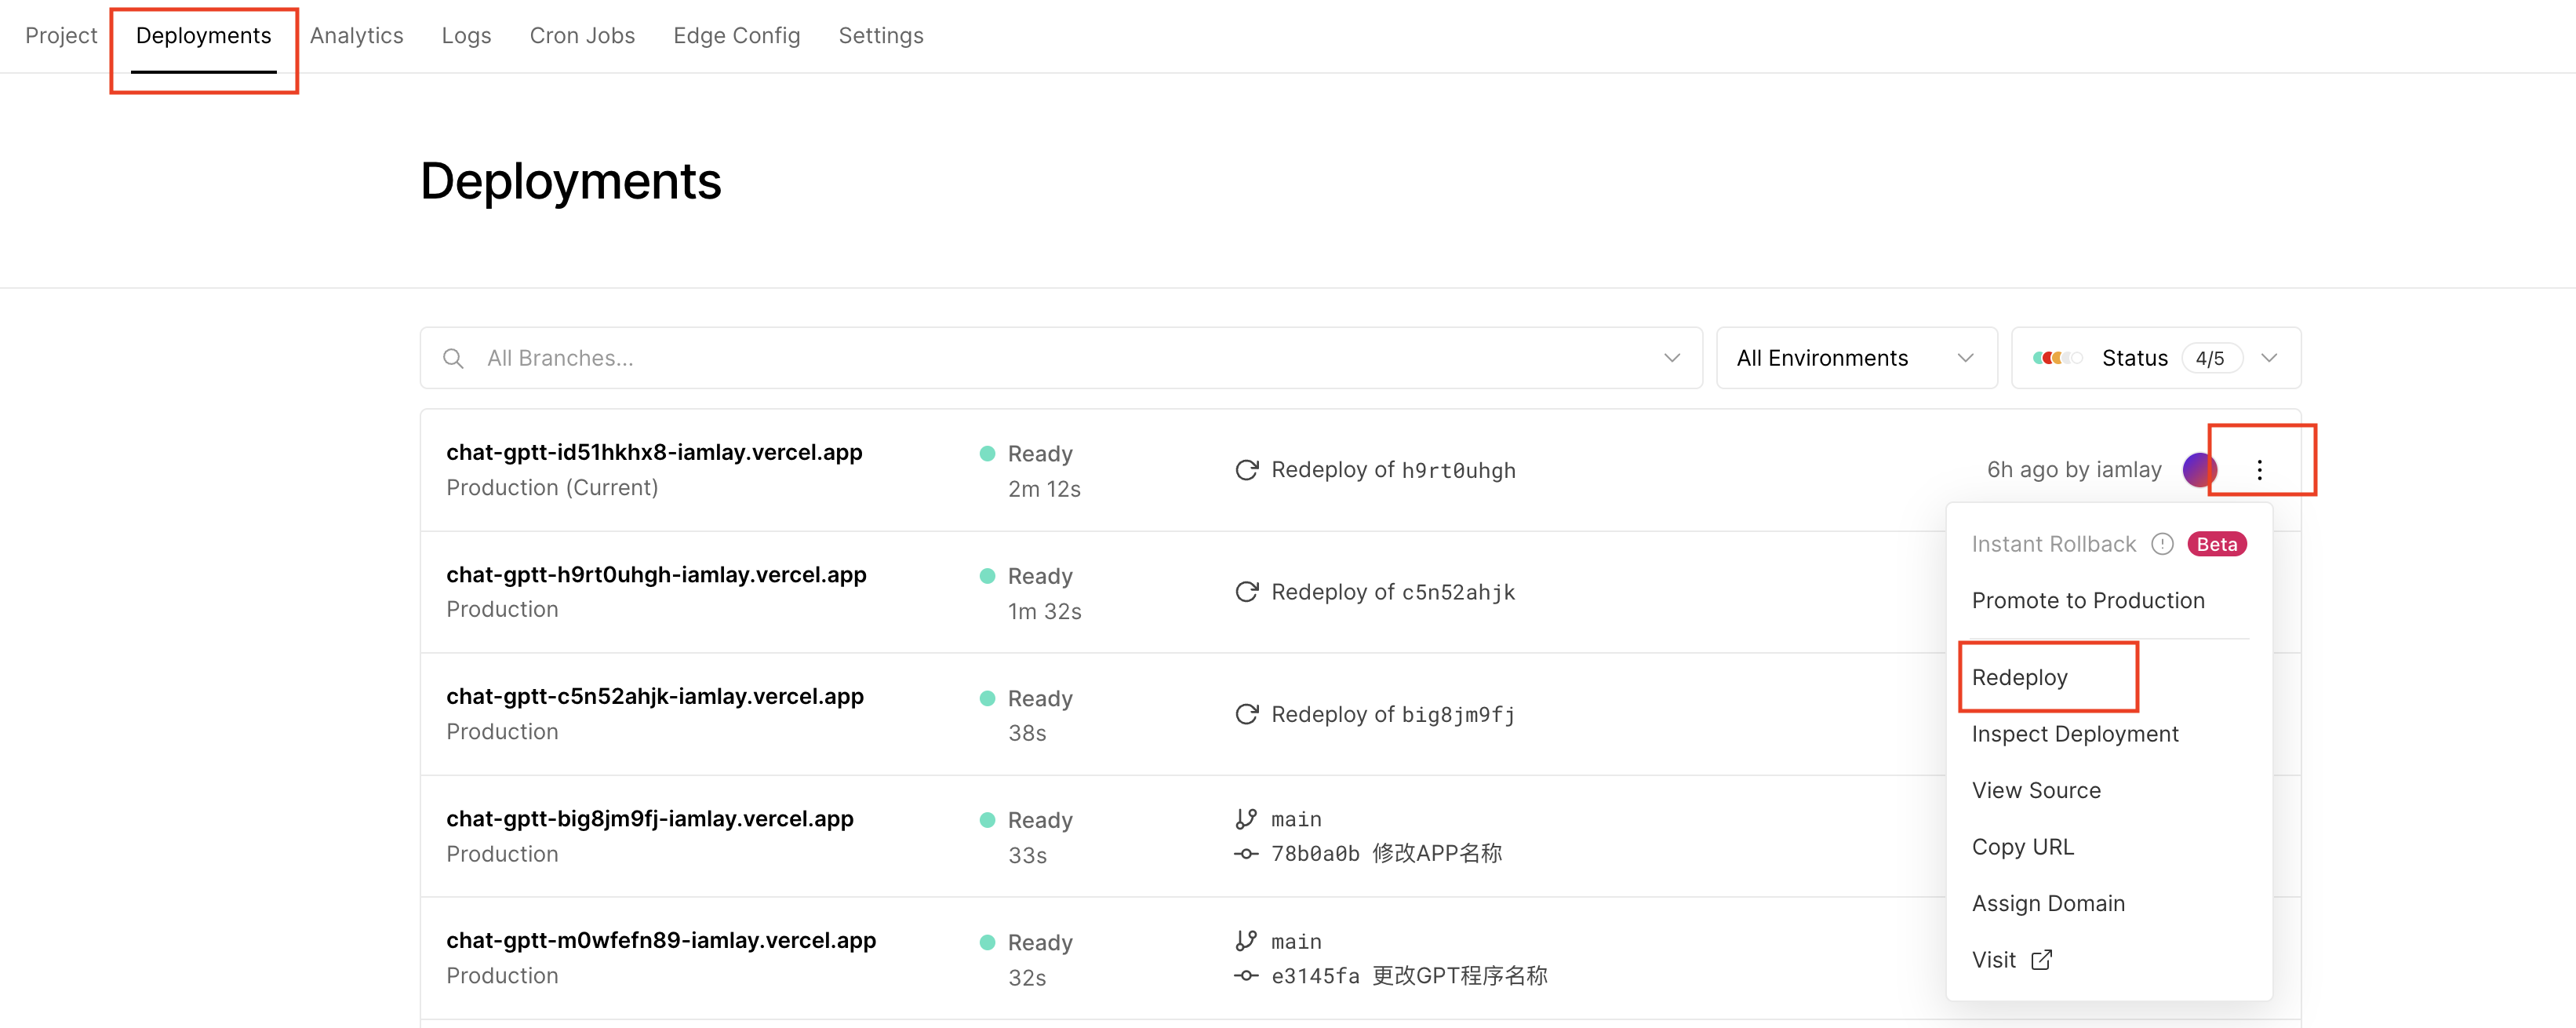 Project Deployments Analytics Logs Cron Jobs Edge Config Settings
Deployments
All Branches...
All Environments
Status 4/5
chat-gptt-id51hkhx8-iamlay.vercel.app
Production (Current)
Ready
2m 12s
Redeploy of h9rt0uhgh
6h ago by iamlay
chat-gptt-h9rt0uhgh-iamlay.vercel.app
Production
Ready
1m 32s
Redeploy of c5n52ahjk
chat-gptt-c5n52ahjk-iamlay.vercel.app
Production
Ready
38s
Redeploy of big8jm9fj
chat-gptt-big8jm9fj-iamlay.vercel.app
Production
Ready
33s
main
78b0a0b 修改APP名称
chat-gptt-m0wfefn89-iamlay.vercel.app
Production
Ready
32s
main
e3145fa 更改GPT程序名称
Instant Rollback Beta
Promote to Production
Redeploy
Inspect Deployment
View Source
Copy URL
Assign Domain
Visit